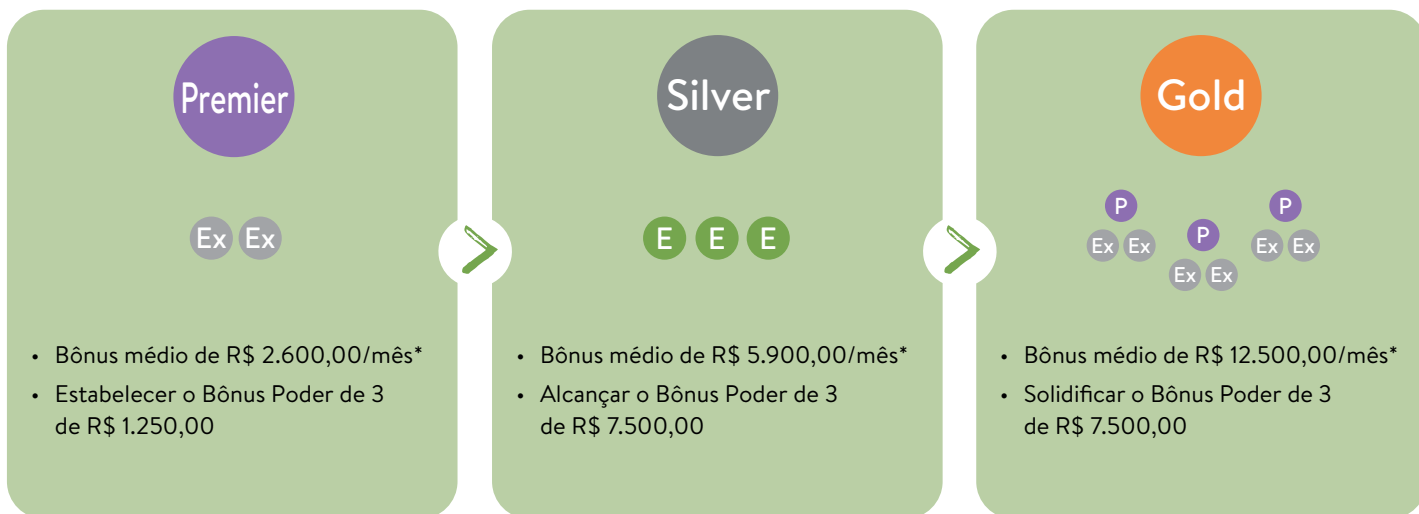 Premier
Ex Ex
• Bônus médio de R$ 2.600,00/mês*
• Estabelecer o Bônus Poder de 3
de R$ 1.250,00
Silver
E E E
• Bônus médio de R$ 5.900,00/mês*
• Alcançar o Bônus Poder de 3
de R$ 7.500,00
Gold
P P P
Ex Ex Ex Ex Ex Ex
• Bônus médio de R$ 12.500,00/mês*
• Solidificar o Bônus Poder de 3
de R$ 7.500,00